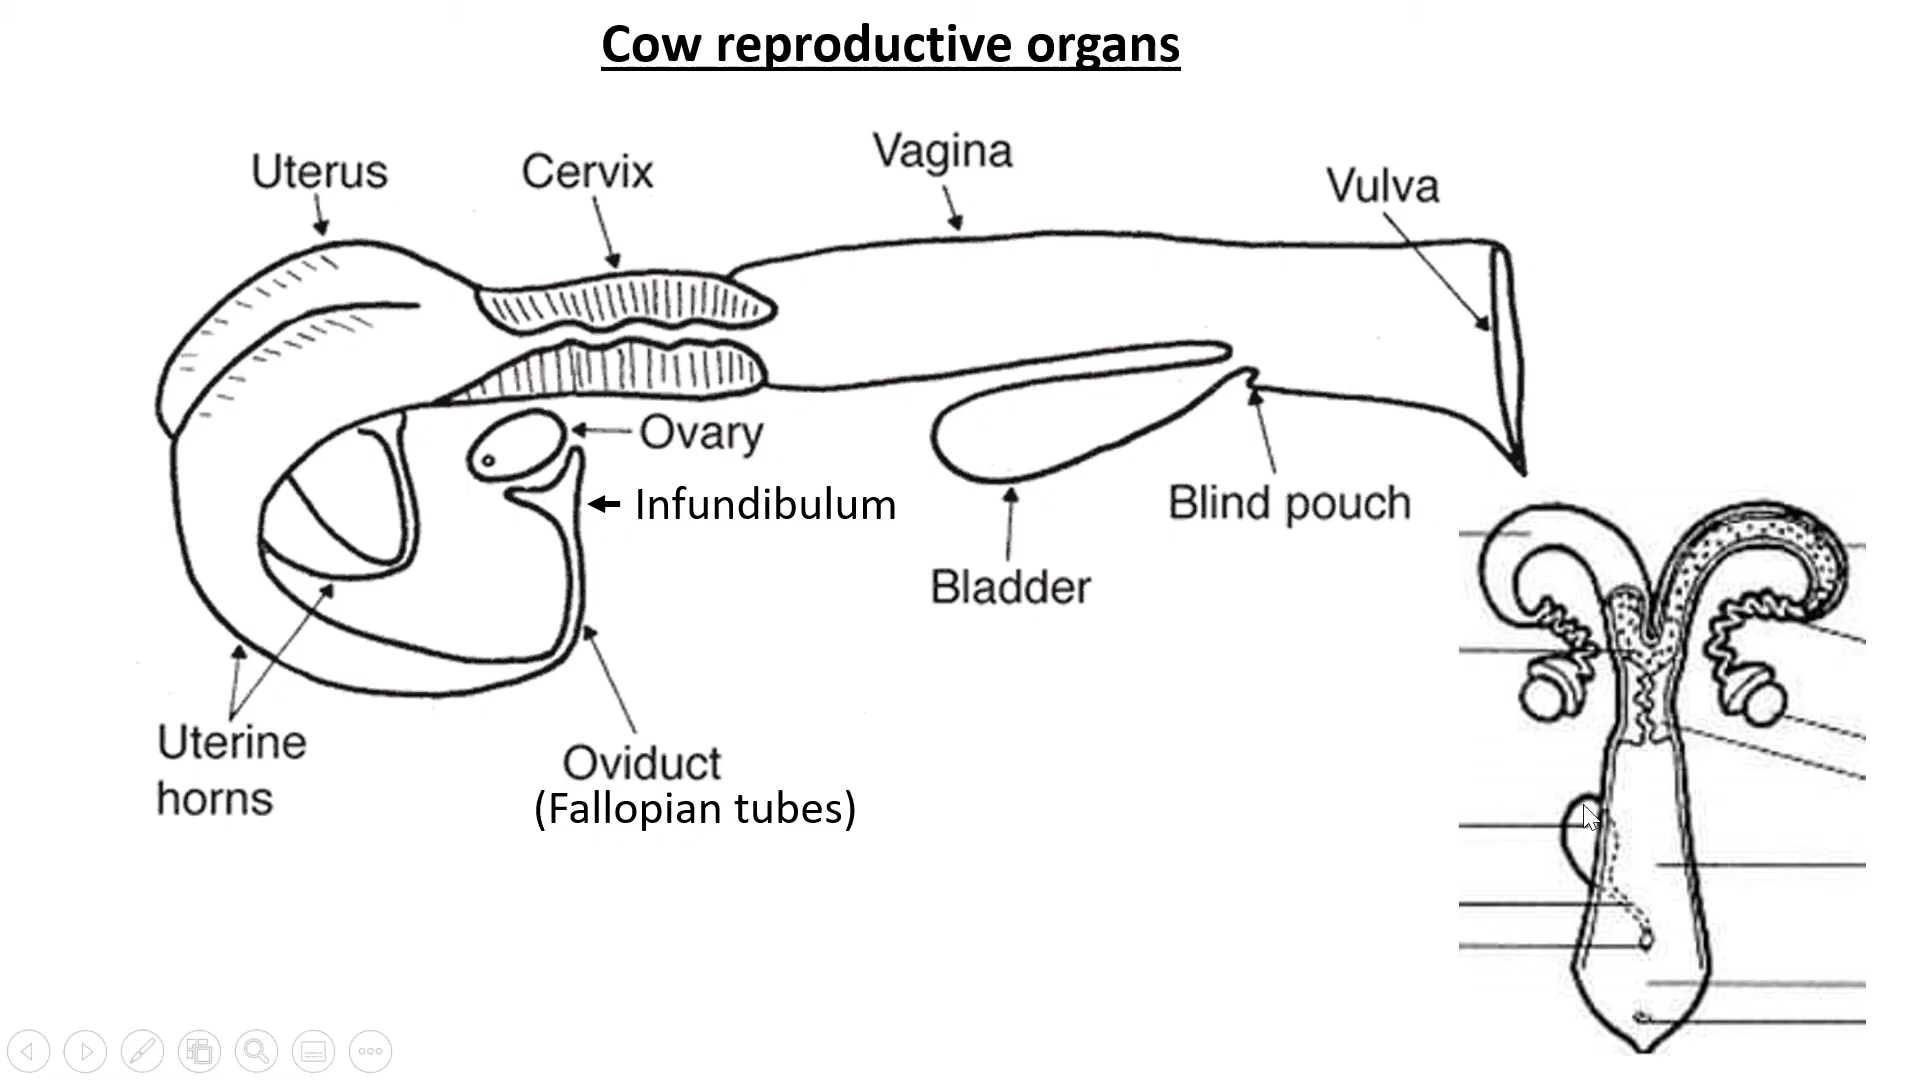 Cow reproductive organs
Uterus
Cervix
Vagina
Vulva
Ovary
Infundibulum
Blind pouch
Bladder
Uterine
horns
Oviduct
(Fallopian tubes)